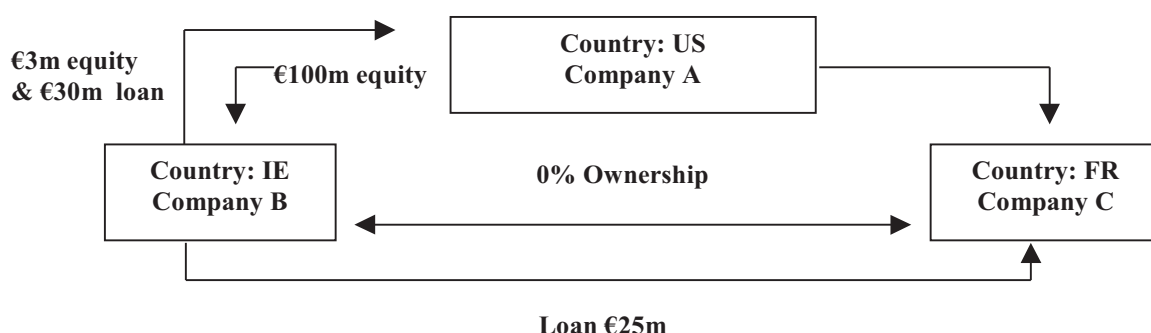 Country: US
Company A
€3m equity
& €30m loan
€100m equity
Country: IE
Company B
0% Ownership
Country: FR
Company C
Loan €25m